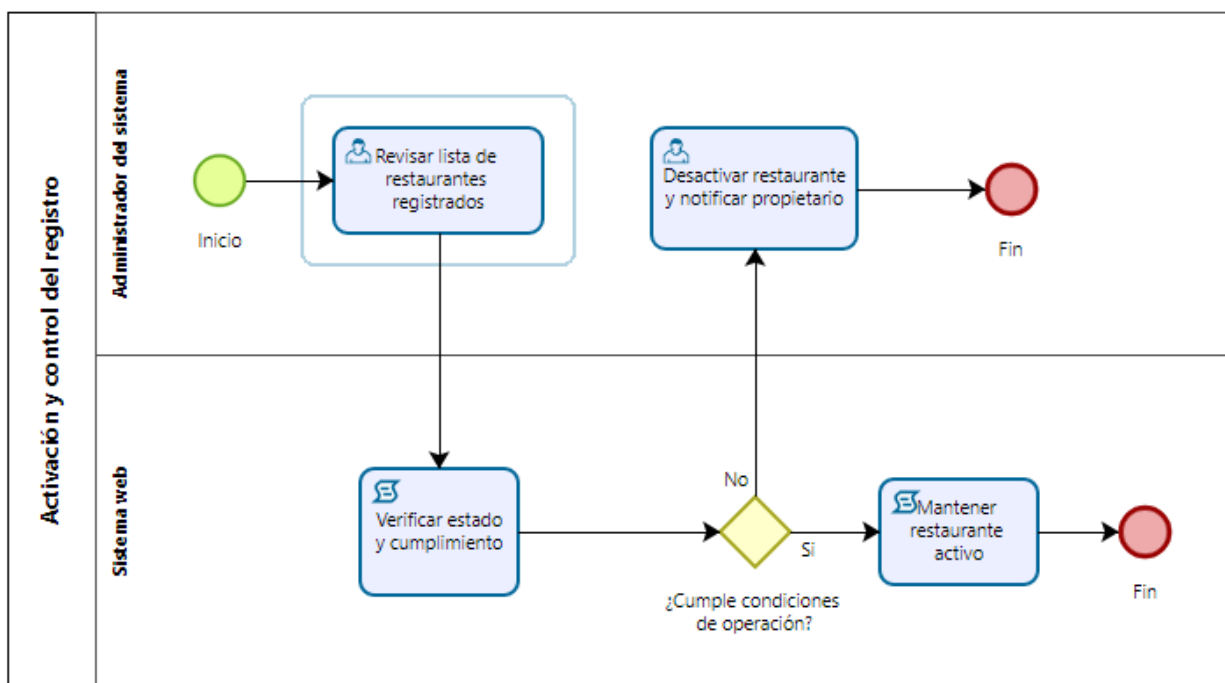 Activación y control del registro
Administrador del sistema
Inicio
Revisar lista de
restaurantes
registrados
Desactivar restaurante
y notificar propietario
Fin
Sistema web
Verificar estado
y cumplimiento
No
Si
¿Cumple condiciones
de operación?
Mantener
restaurante
activo
Fin